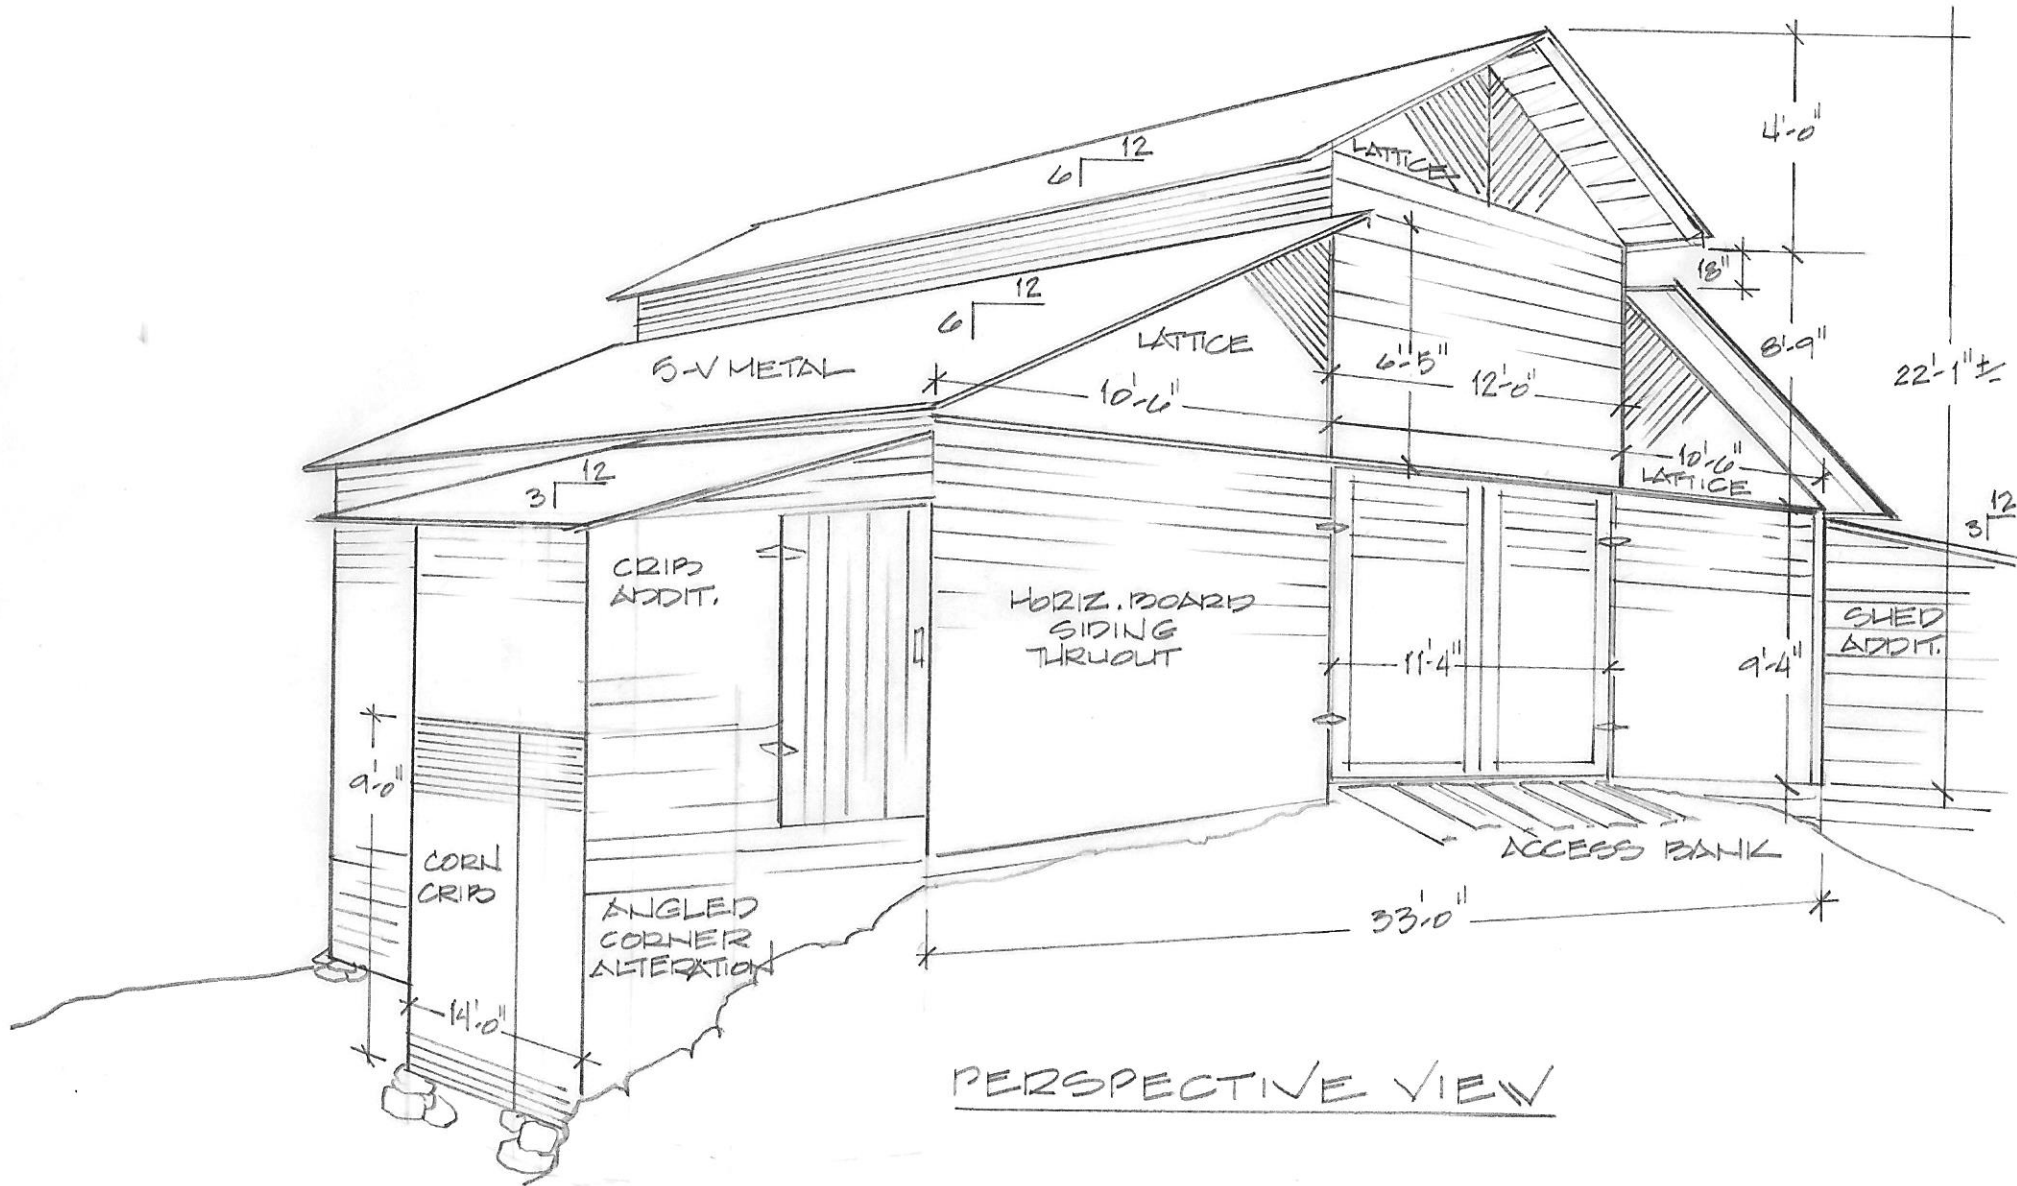 4'-0"
12
6
LATTICE
18"
12
6
LATTICE
8'-9"
22'-1" ±
5-V METAL
6'-5"
10'-6"
12'-0"
10'-6"
LATTICE
12
3
12
3
CRIB
ADDIT.
HORIZ. BOARD
SIDING
THRUOUT
SHED
ADDIT.
11'-4"
9'-4"
9'-0"
CORN
CRIB
ACCESS BANK
ANGLED
CORNER
ALTERATION
33'-0"
14'-0"
PERSPECTIVE VIEW